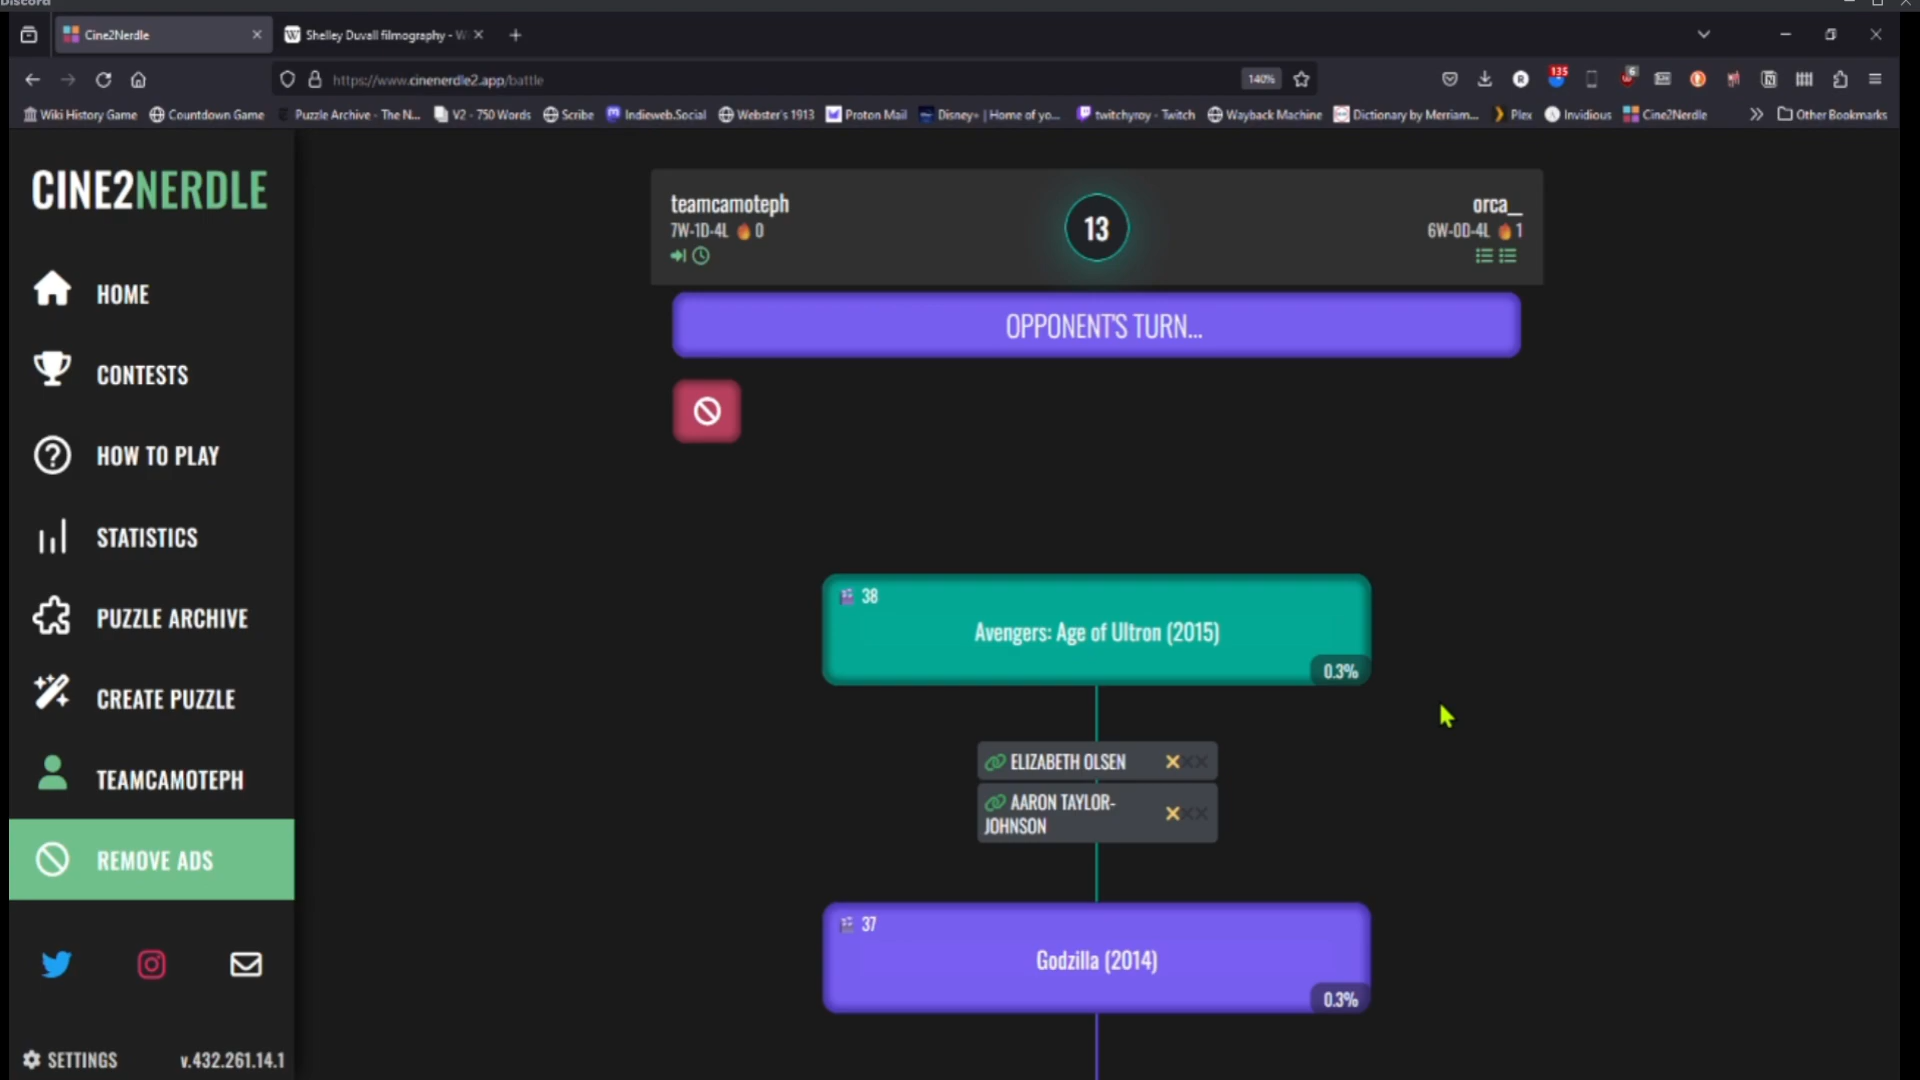 Discord
Cine2Nerdle
Shelley Duvall filmography - W
https://www.cinenerdle2.app/battle
140%
135
6
Wiki History Game
Countdown Game
Puzzle Archive - The N...
V2 - 750 Words
Scribe
Indieweb.Social
Webster's 1913
Proton Mail
Disney+ | Home of yo...
twitchyroy - Twitch
Wayback Machine
Dictionary by Merriam...
Plex
Invidious
Cine2Nerdle
Other Bookmarks
CINE2NERDLE
HOME
CONTESTS
HOW TO PLAY
STATISTICS
PUZZLE ARCHIVE
CREATE PUZZLE
TEAMCAMOTEPH
REMOVE ADS
SETTINGS
v.432.261.14.1
teamcamoteph
7W-1D-4L 0
13
orca__
6W-0D-4L 1
OPPONENT'S TURN...
38
Avengers: Age of Ultron (2015)
0.3%
ELIZABETH OLSEN
AARON TAYLOR-
JOHNSON
37
Godzilla (2014)
0.3%